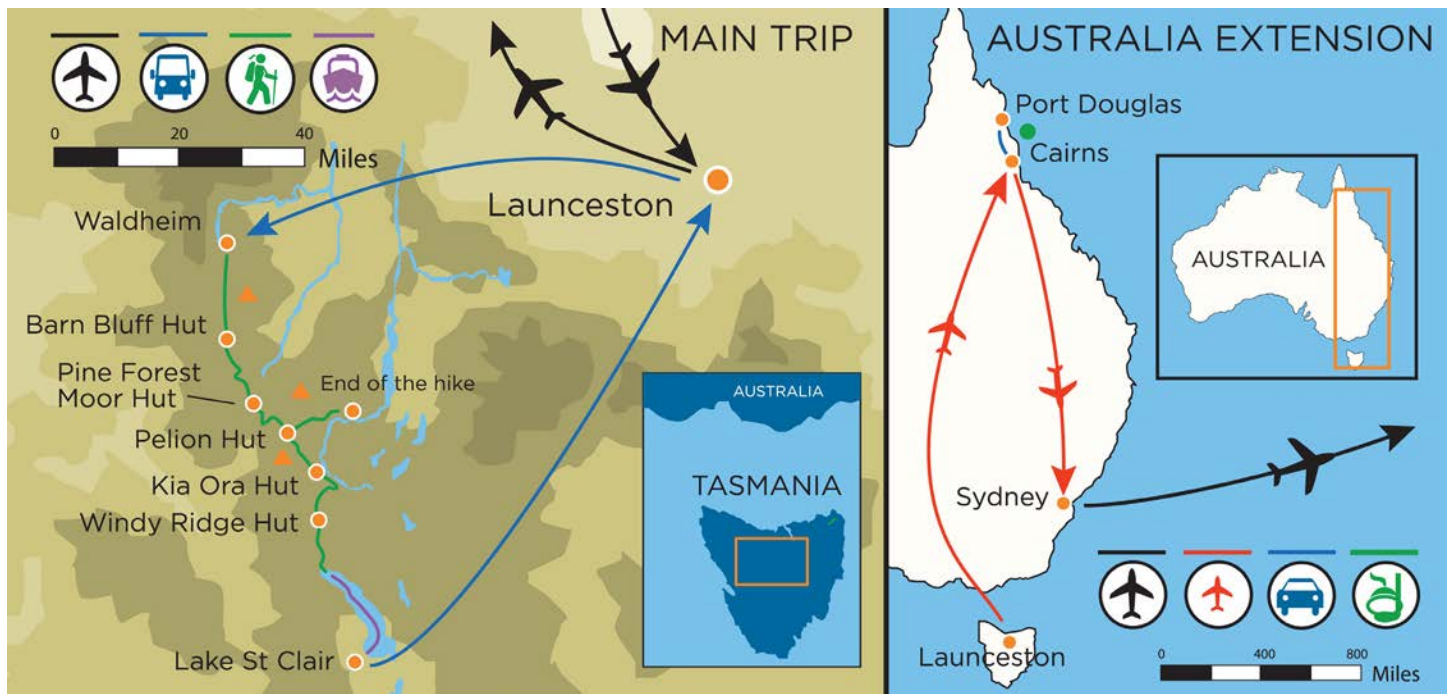 MAIN TRIP
0 20 40
Miles
Launceston
Waldheim
Barn Bluff Hut
Pine Forest
Moor Hut
End of the hike
Pelion Hut
Kia Ora Hut
Windy Ridge Hut
Lake St Clair
AUSTRALIA
TASMANIA
AUSTRALIA EXTENSION
Port Douglas
Cairns
AUSTRALIA
Sydney
Launceston
0 400 800
Miles